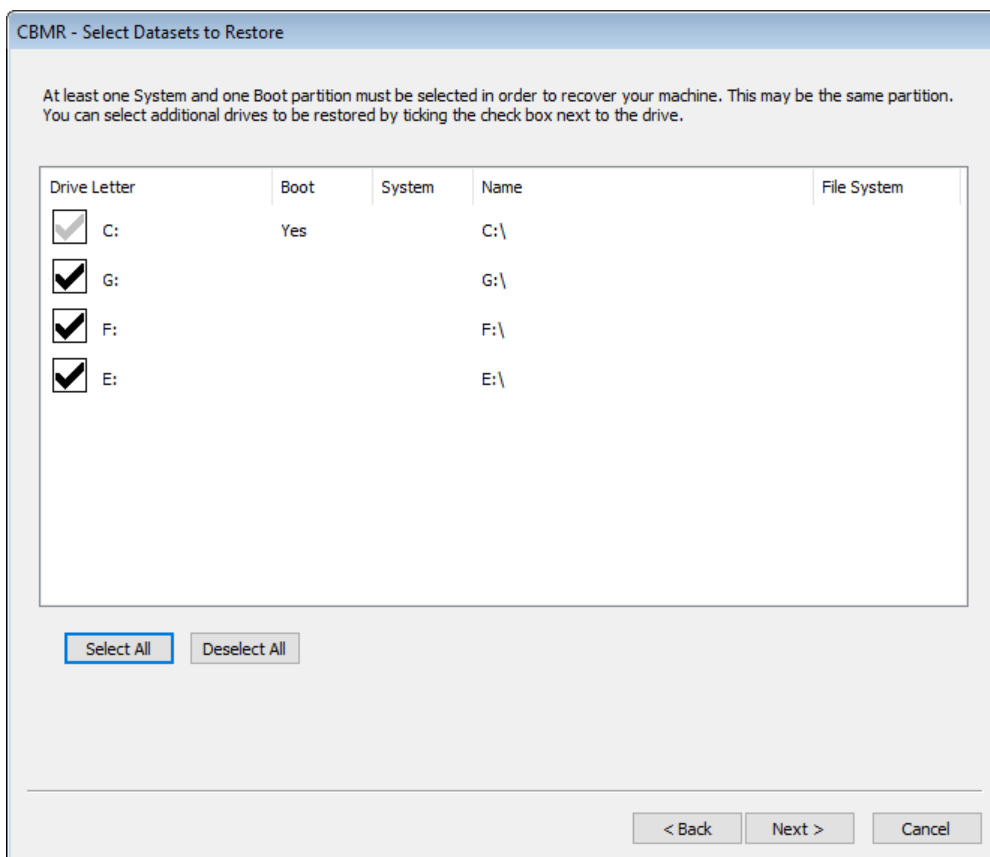 CBMR - Select Datasets to Restore
At least one System and one Boot partition must be selected in order to recover your machine. This may be the same partition.
You can select additional drives to be restored by ticking the check box next to the drive.
Drive Letter Boot System Name File System
C: Yes C:\
G: G:\
F: F:\
E: E:\
Select All Deselect All
< Back Next > Cancel